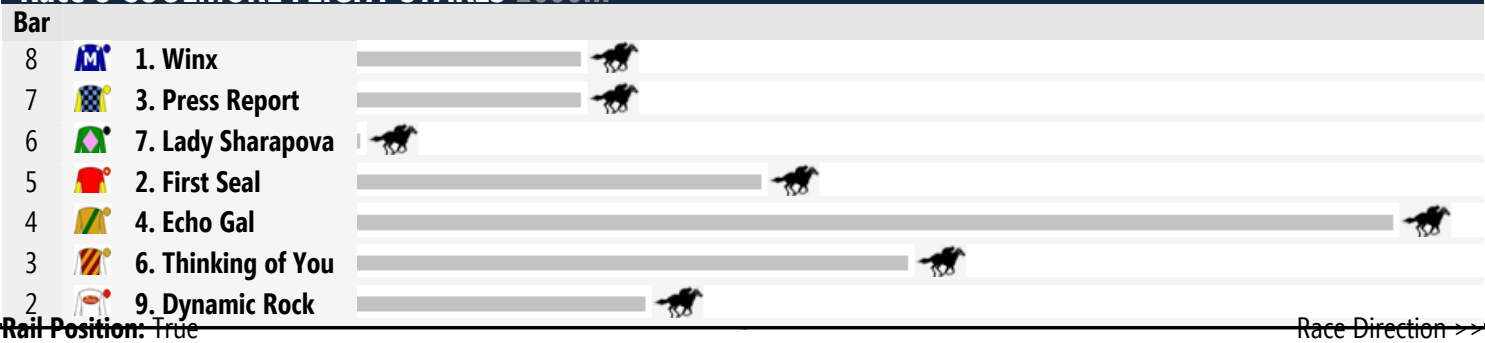 Bar
8 M 1. Winx
7 3. Press Report
6 7. Lady Sharapova
5 2. First Seal
4 4. Echo Gal
3 6. Thinking of You
2 9. Dynamic Rock
Rail Position: True Race Direction >>